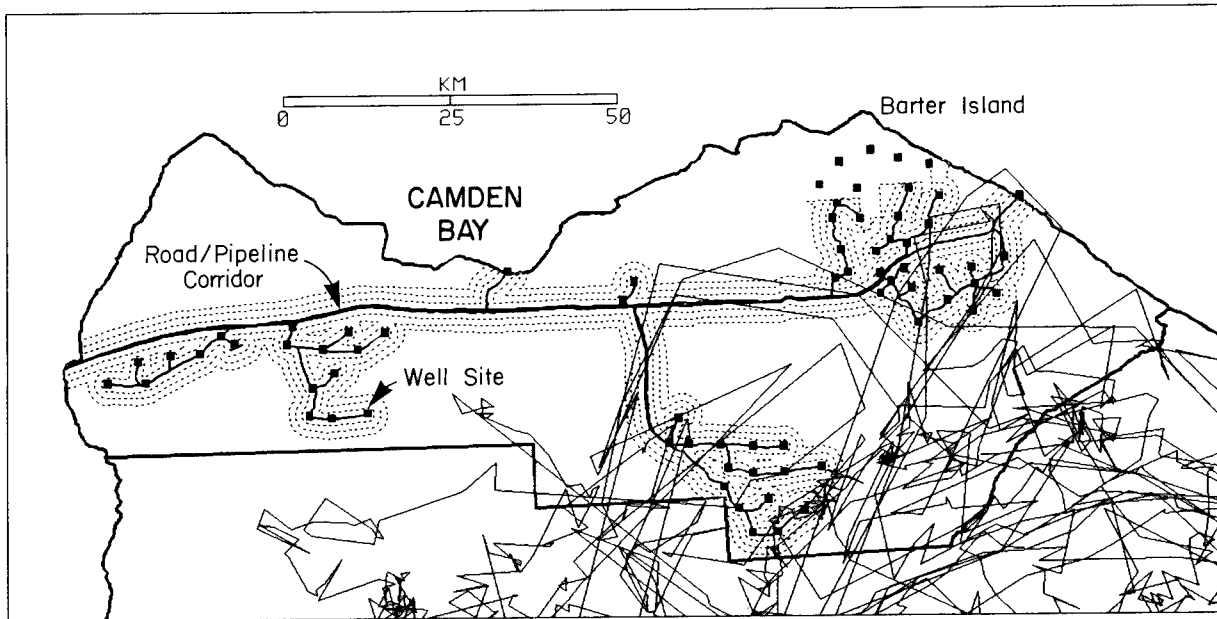 KM
0 25 50
Barter Island
CAMDEN
BAY
Road/Pipeline
Corridor
Well Site